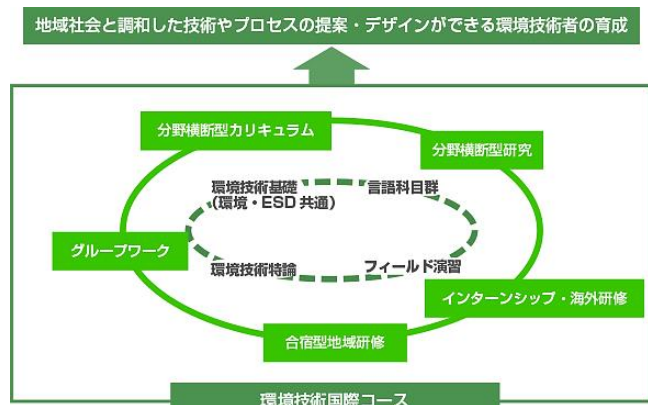 地域社会と調和した技術やプロセスの提案・デザインができる環境技術者の育成
分野横断型カリキュラム
分野横断型研究
環境技術基礎
(環境・ESD 共通)
言語科目群
グループワーク
環境技術特論
フィールド演習
インターンシップ・海外研修
合宿型地域研修
環境技術国際コース